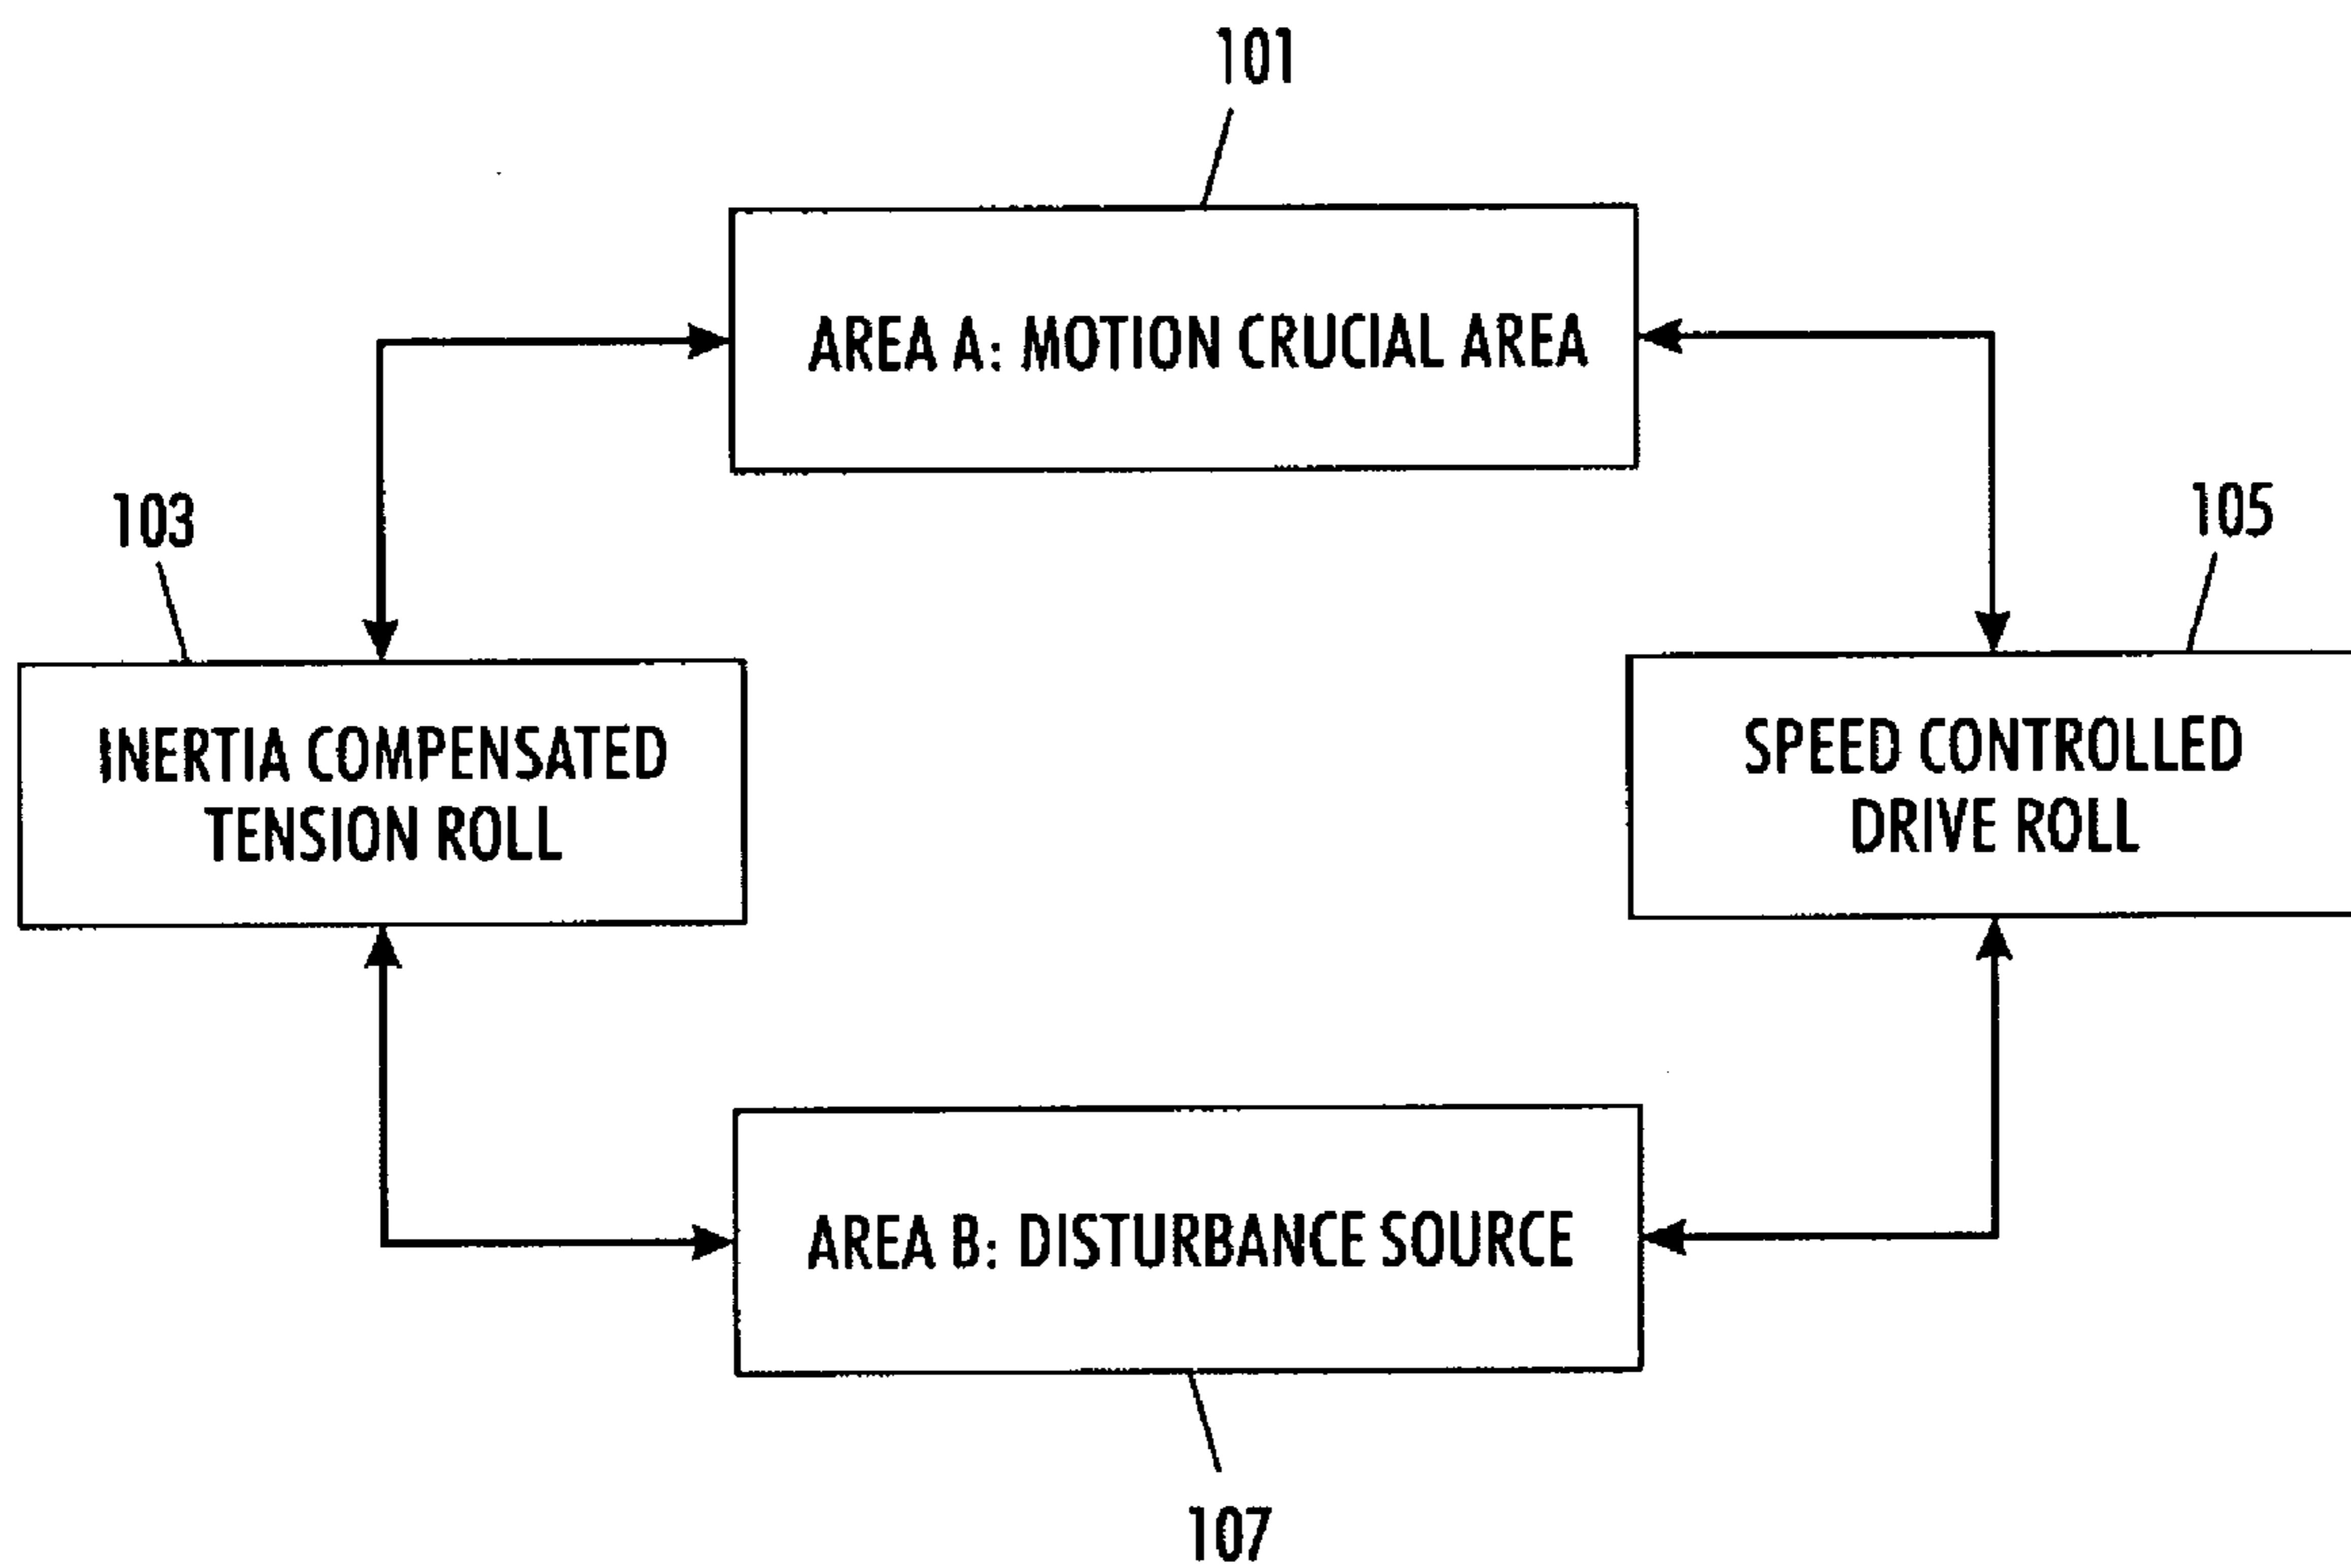 101
AREA A: MOTION CRUCIAL AREA
103
105
INERTIA COMPENSATED
TENSION ROLL
SPEED CONTROLLED
DRIVE ROLL
AREA B: DISTURBANCE SOURCE
107